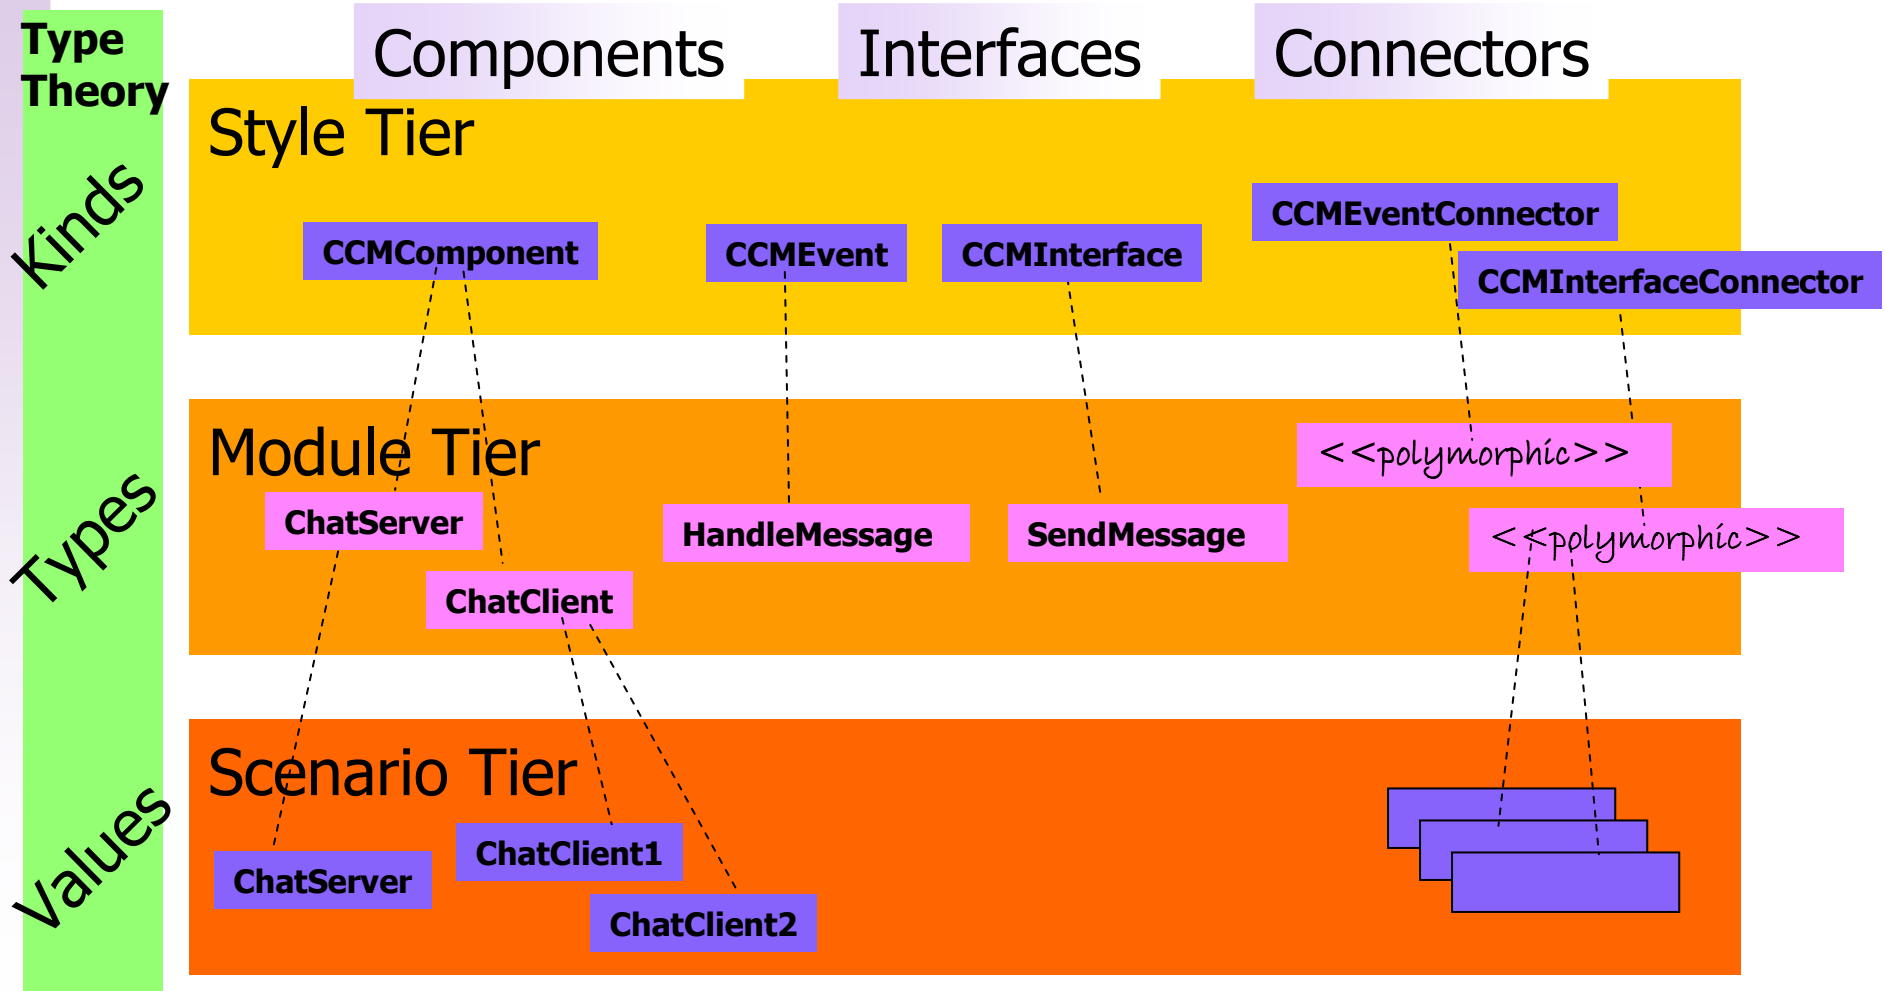 Type
Theory
Components
Interfaces
Connectors
Style Tier
Kinds
CCMComponent
CCMEvent
CCMInterface
CCMEventConnector
CCMInterfaceConnector
Module Tier
Types
<<polymorphic>>
ChatServer
HandleMessage
SendMessage
<<polymorphic>>
ChatClient
Scenario Tier
Values
ChatServer
ChatClient1
ChatClient2